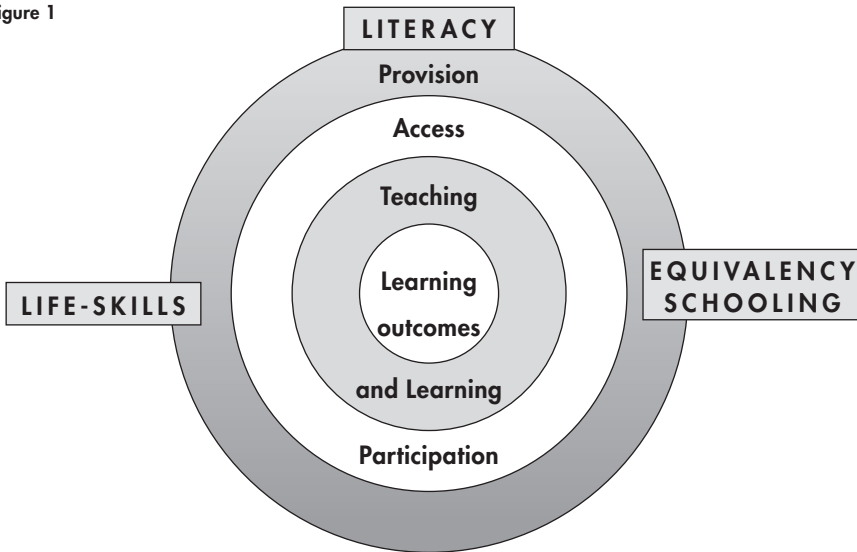 igure 1
LITERACY
Provision
Access
Teaching
Learning
outcomes
and Learning
Participation
LIFE-SKILLS
EQUIVALENCY
SCHOOLING